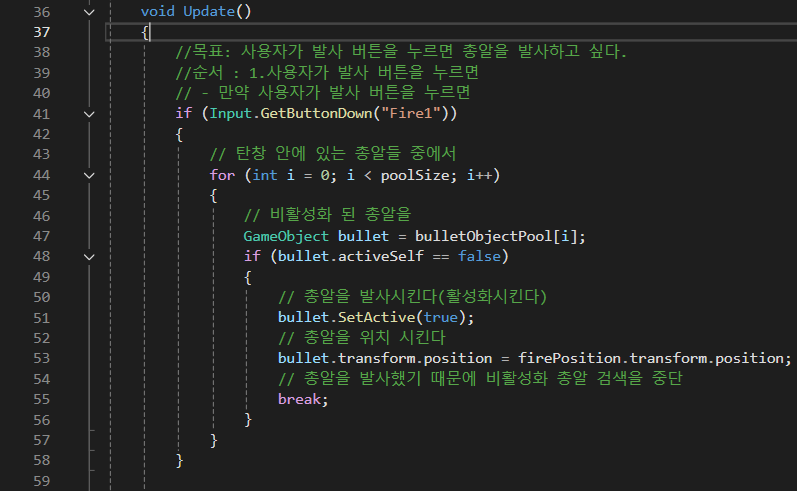 36 void Update()
37 {
38 //목표: 사용자가 발사 버튼을 누르면 총알을 발사하고 싶다.
39 //순서 : 1.사용자가 발사 버튼을 누르면
40 // - 만약 사용자가 발사 버튼을 누르면
41 if (Input.GetButtonDown("Fire1"))
42 {
43 // 탄창 안에 있는 총알들 중에서
44 for (int i = 0; i < poolSize; i++)
45 {
46 // 비활성화 된 총알을
47 GameObject bullet = bulletObjectPool[i];
48 if (bullet.activeSelf == false)
49 {
50 // 총알을 발사시킨다(활성화시킨다)
51 bullet.SetActive(true);
52 // 총알을 위치 시킨다
53 bullet.transform.position = firePosition.transform.position;
54 // 총알을 발사했기 때문에 비활성화 총알 검색을 중단
55 break;
56 }
57 }
58 }
59